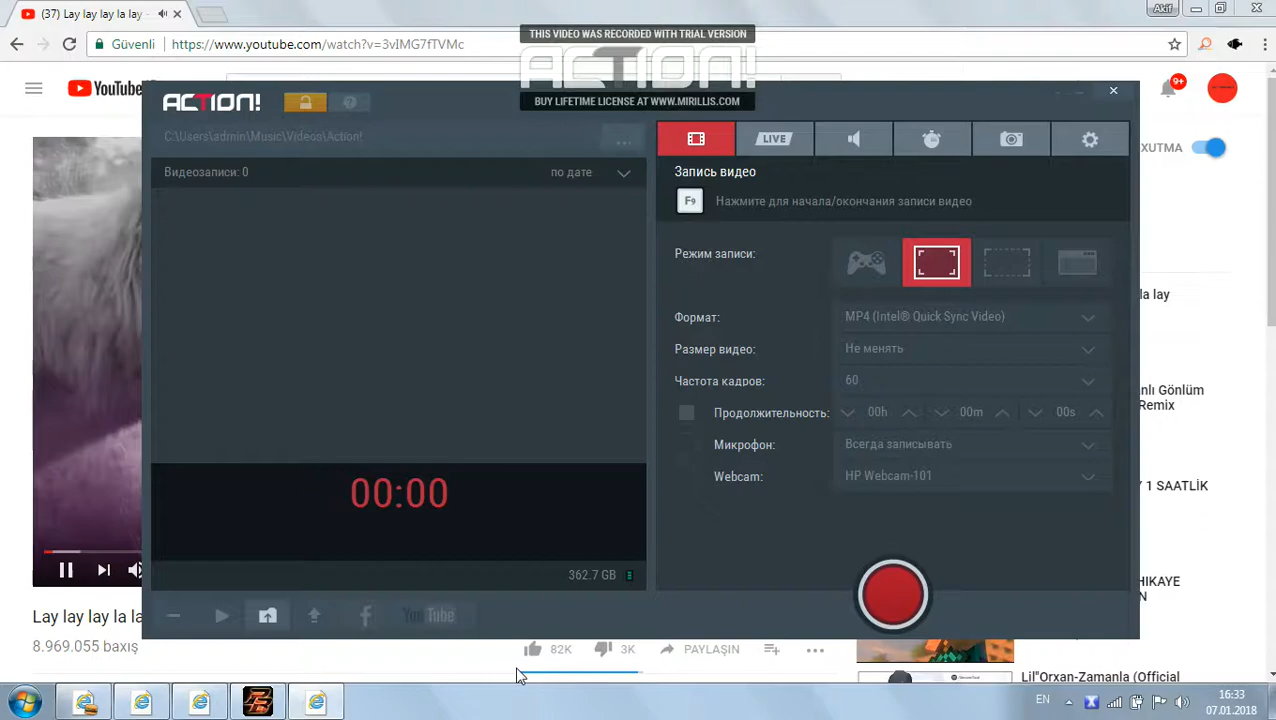 (37) Lay lay lay la lay -
Akif
Güvenli
https://www.youtube.com/watch?v=3vIMG7fTVMc
THIS VIDEO WAS RECORDED WITH TRIAL VERSION
ACTION!
BUY LIFETIME LICENSE AT WWW.MIRILLIS.COM
YouTube
9+
ACTION!
C:\Users\admin\Music\Videos\Action!
...
LIVE
XUTMA
Видеозаписи: 0
по дате
Запись видео
F9
Нажмите для начала/окончания записи видео
Режим записи:
la lay
Формат:
MP4 (Intel® Quick Sync Video)
Размер видео:
Не менять
Частота кадров:
60
anlı Gönlüm
Remix
Продолжительность:
00h
00m
00s
Микрофон:
Всегда записывать
Webcam:
HP Webcam-101
Y 1 SAATLİK
00:00
362.7 GB
HIKAYE
Lay lay lay la la
YouTube
8.969.055 baxış
82K
3K
PAYLAŞIN
Lil"Orxan-Zamanla (Official
EN
16:33
07.01.2018